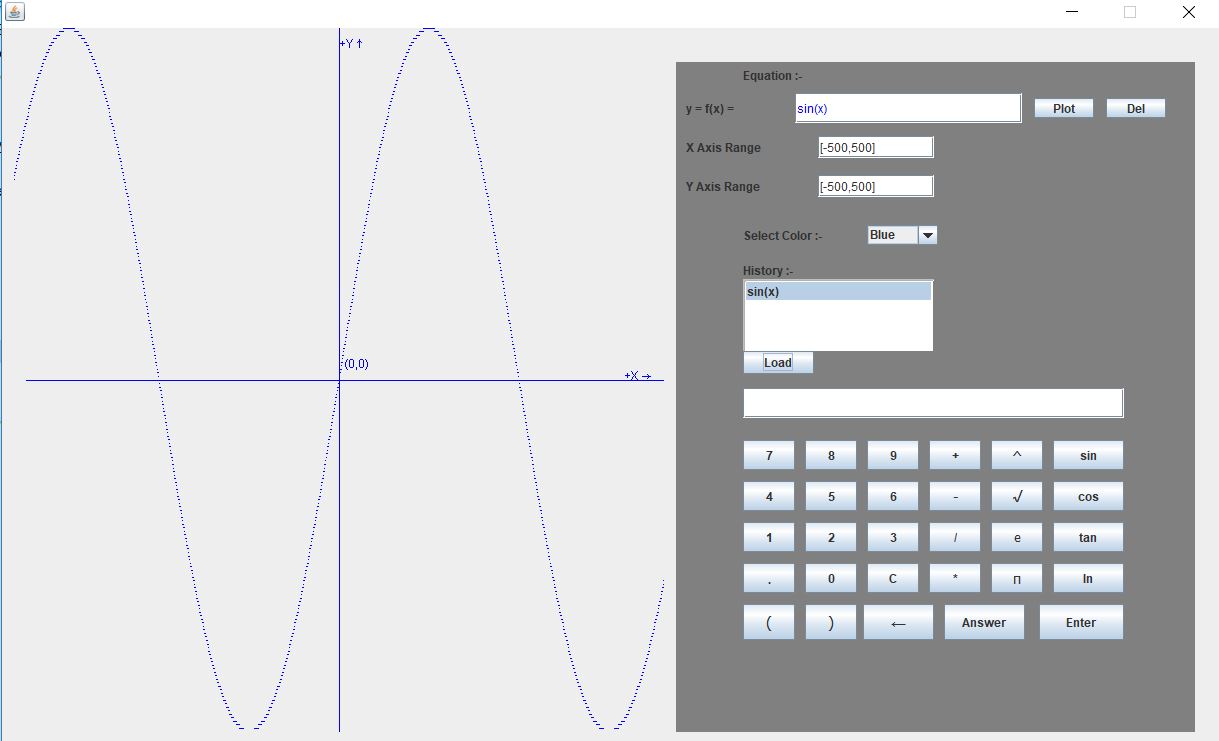 +Y ↑
(0,0)
+X →
Equation :-
y = f(x) =
sin(x)
Plot
Del
X Axis Range
[-500,500]
Y Axis Range
[-500,500]
Select Color :-
Blue
History :-
sin(x)
Load
7 8 9 + ^ sin
4 5 6 - √ cos
1 2 3 / e tan
. 0 C * п ln
( ) ← Answer Enter